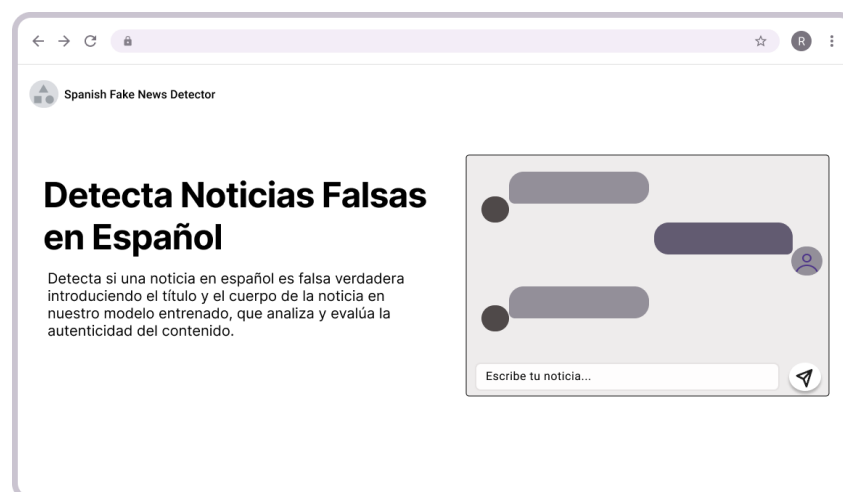 R
Spanish Fake News Detector
Detecta Noticias Falsas
en Español
Detecta si una noticia en español es falsa verdadera
introduciendo el título y el cuerpo de la noticia en
nuestro modelo entrenado, que analiza y evalúa la
autenticidad del contenido.
Escribe tu noticia...